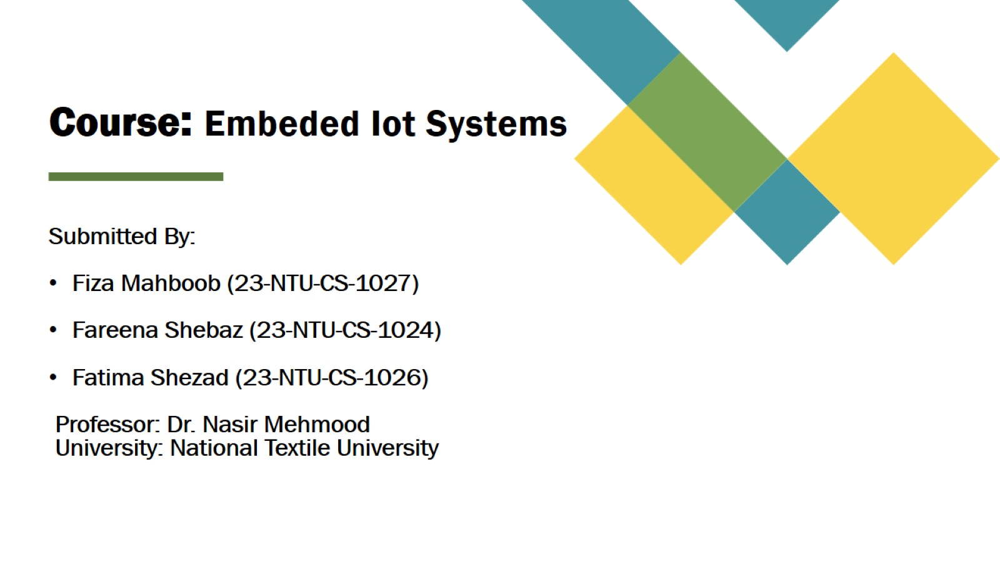 Course: Embeded Iot Systems
Submitted By:
• Fiza Mahboob (23-NTU-CS-1027)
• Fareena Shebaz (23-NTU-CS-1024)
• Fatima Shezad (23-NTU-CS-1026)
Professor: Dr. Nasir Mehmood
University: National Textile University